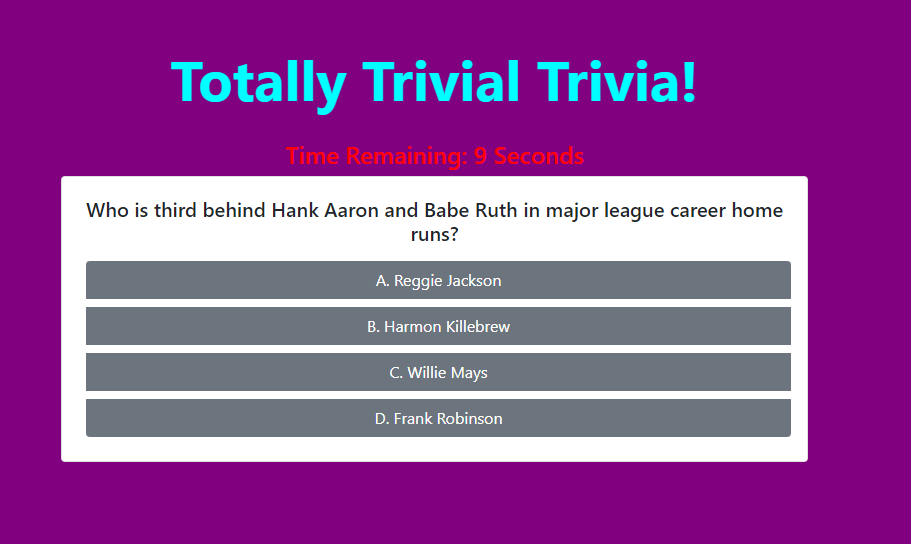 Totally Trivial Trivia!
Time Remaining: 9 Seconds
Who is third behind Hank Aaron and Babe Ruth in major league career home
runs?
A. Reggie Jackson
B. Harmon Killebrew
C. Willie Mays
D. Frank Robinson